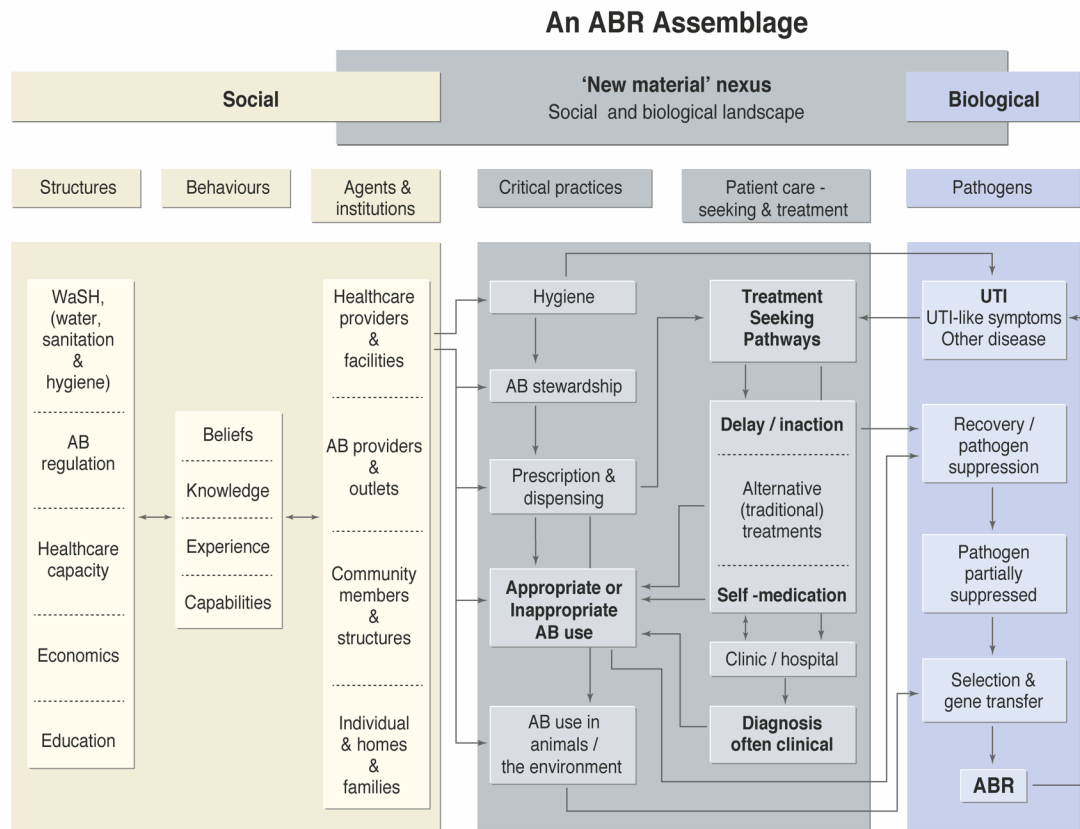 An ABR Assemblage
Social
‘New material’ nexus
Social and biological landscape
Biological
Structures
Behaviours
Agents &
institutions
Critical practices
Patient care -
seeking & treatment
Pathogens
WaSH,
(water,
sanitation
&
hygiene)
AB
regulation
Healthcare
capacity
Economics
Education
Beliefs
Knowledge
Experience
Capabilities
Healthcare
providers
&
facilities
AB providers
&
outlets
Community
members
&
structures
Individual
& homes
&
families
Hygiene
AB stewardship
Prescription &
dispensing
Appropriate or
Inappropriate
AB use
AB use in
animals /
the environment
Treatment
Seeking
Pathways
Delay / inaction
Alternative
(traditional)
treatments
Self -medication
Clinic / hospital
Diagnosis
often clinical
UTI
UTI-like symptoms
Other disease
Recovery /
pathogen
suppression
Pathogen
partially
suppressed
Selection &
gene transfer
ABR